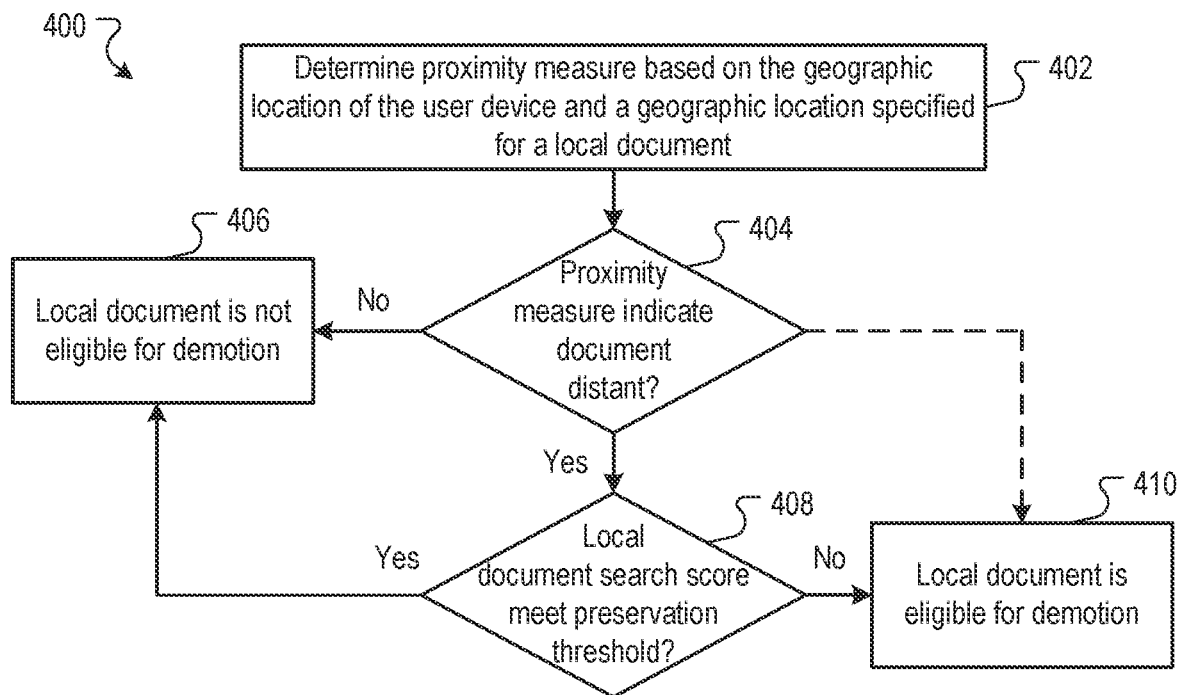 400
Determine proximity measure based on the geographic
location of the user device and a geographic location specified
for a local document
402
406
404
Local document is not
eligible for demotion
No
Proximity
measure indicate
document
distant?
Yes
408
410
Yes
Local
document search score
meet preservation
threshold?
No
Local document is
eligible for demotion